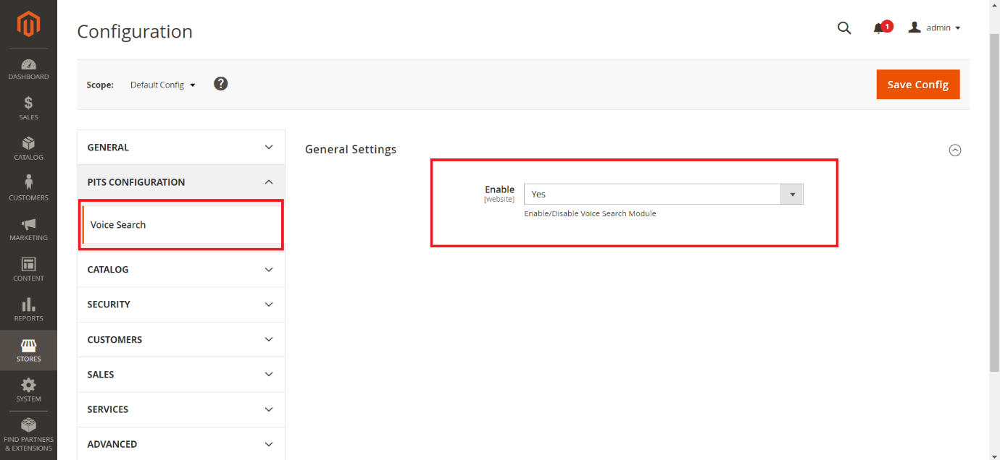 Configuration
1
admin
DASHBOARD
SALES
CATALOG
CUSTOMERS
MARKETING
CONTENT
REPORTS
STORES
SYSTEM
FIND PARTNERS
& EXTENSIONS
Scope:
Default Config
?
Save Config
GENERAL
PITS CONFIGURATION
Voice Search
CATALOG
SECURITY
CUSTOMERS
SALES
SERVICES
ADVANCED
General Settings
Enable
[website]
Yes
Enable/Disable Voice Search Module